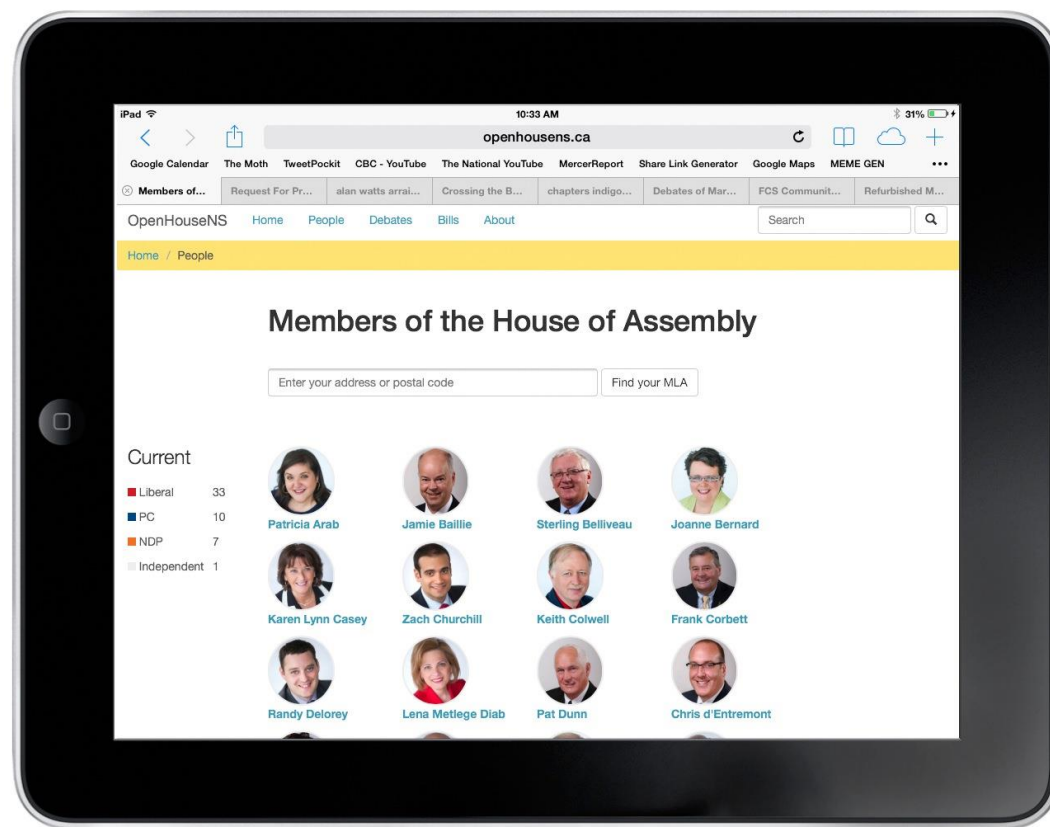 iPad 10:33 AM 31%
openhousens.ca
Google Calendar The Moth TweetPockit CBC - YouTube The National YouTube MercerReport Share Link Generator Google Maps MEME GEN •••
Members of... Request For Pr... alan watts arrai... Crossing the B... chapters indigo... Debates of Mar... FCS Communit... Refurbished M...
OpenHouseNS Home People Debates Bills About Search
Home / People
Members of the House of Assembly
Enter your address or postal code Find your MLA
Current
Liberal 33
PC 10
NDP 7
Independent 1
Patricia Arab Jamie Baillie Sterling Belliveau Joanne Bernard
Karen Lynn Casey Zach Churchill Keith Colwell Frank Corbett
Randy Delorey Lena Metlege Diab Pat Dunn Chris d'Entremont